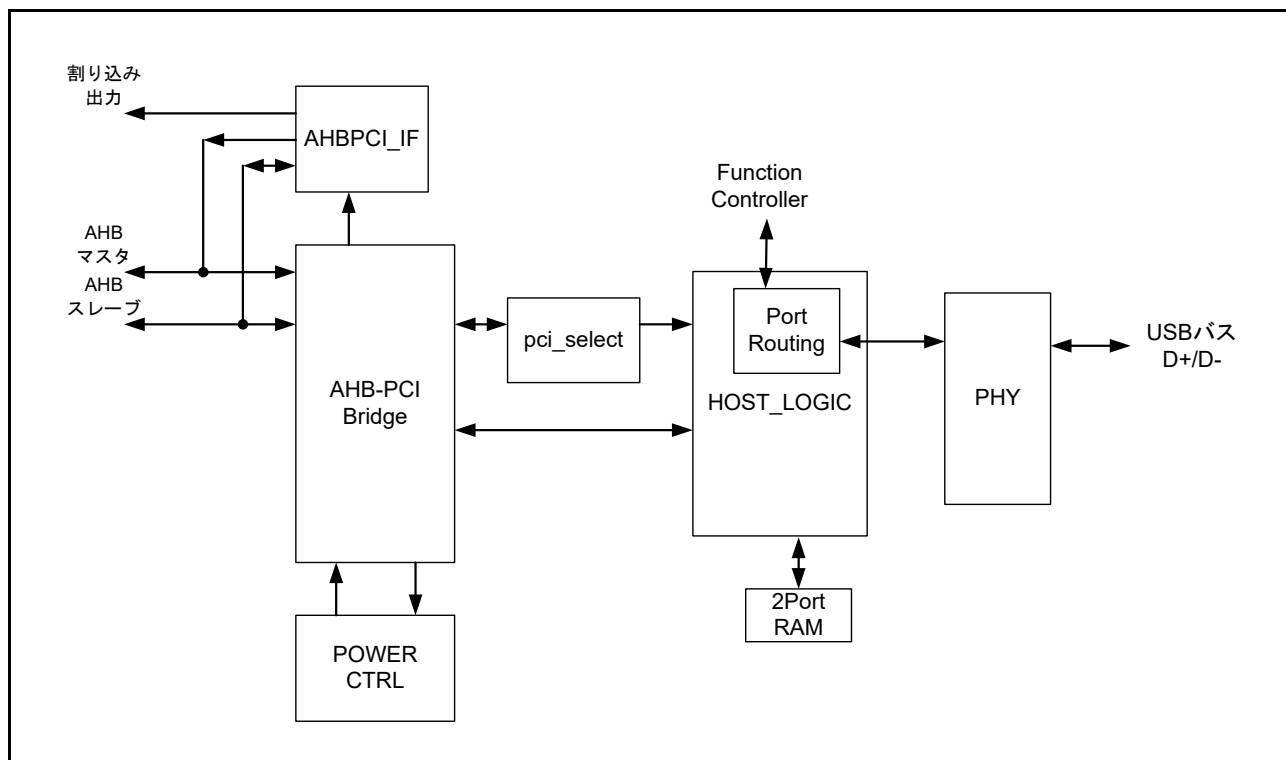 割り込み
出力
AHBPCI_IF
Function
Controller
AHB
マスタ
AHB
スレーブ
pci_select
Port
Routing
USBバス
D+/D-
AHB-PCI
Bridge
HOST_LOGIC
PHY
2Port
RAM
POWER
CTRL